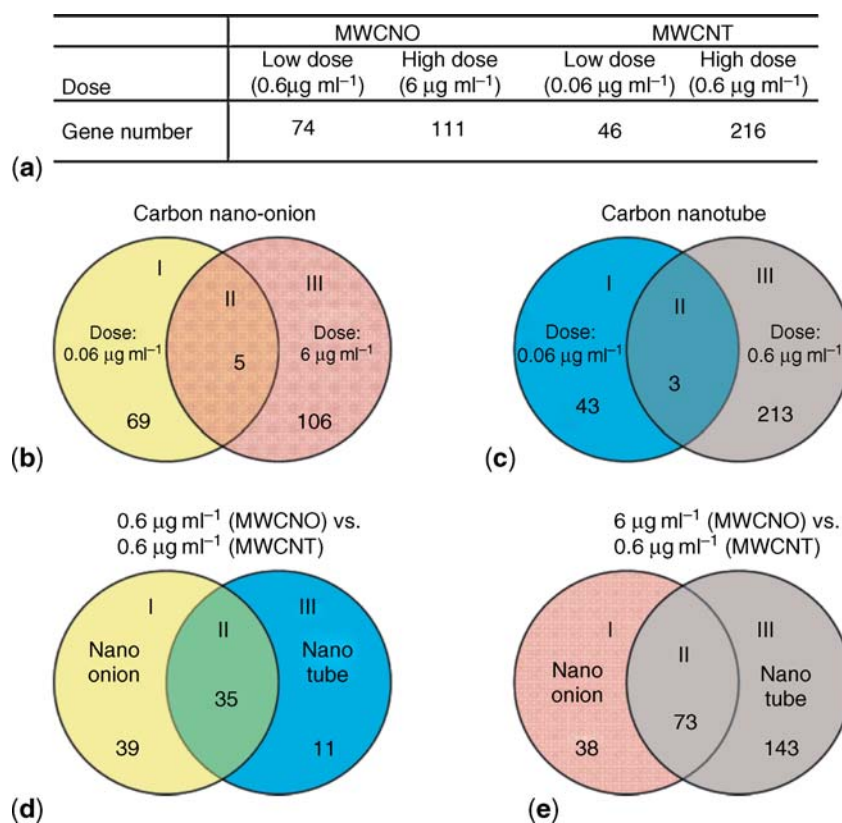 MWCNO MWCNT
Dose Low dose (0.6μg ml⁻¹) High dose (6 μg ml⁻¹) Low dose (0.06 μg ml⁻¹) High dose (0.6 μg ml⁻¹)
Gene number 74 111 46 216
(a)
Carbon nano-onion
I
II
III
Dose:
0.06 μg ml⁻¹
5
Dose:
6 μg ml⁻¹
69
106
(b)
Carbon nanotube
I
II
III
Dose:
0.06 μg ml⁻¹
3
Dose:
0.6 μg ml⁻¹
43
213
(c)
0.6 μg ml⁻¹ (MWCNO) vs.
0.6 μg ml⁻¹ (MWCNT)
I
II
III
Nano
onion
35
Nano
tube
39
11
(d)
6 μg ml⁻¹ (MWCNO) vs.
0.6 μg ml⁻¹ (MWCNT)
I
II
III
Nano
onion
73
Nano
tube
38
143
(e)